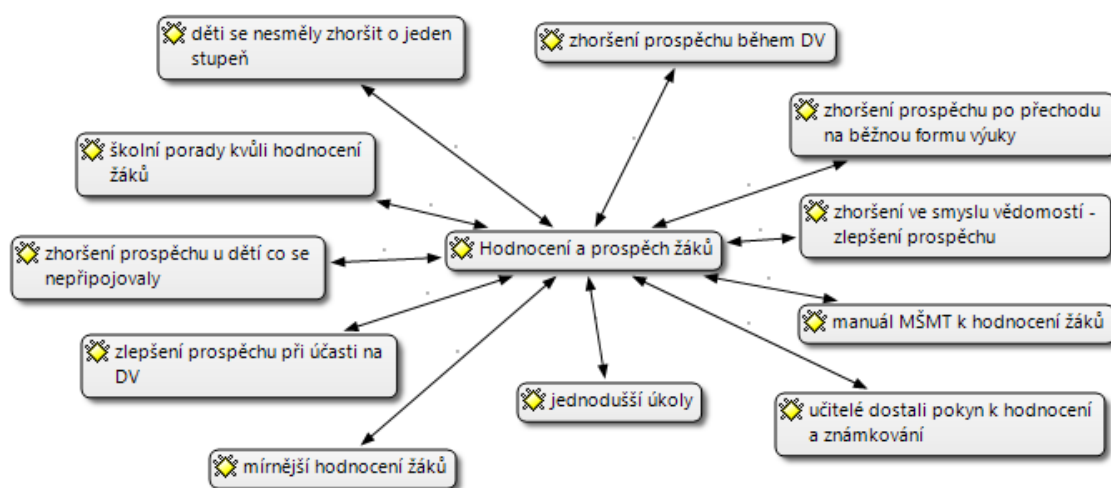 děti se nesměly zhoršit o jeden
stupeň
zhoršení prospěchu během DV
zhoršení prospěchu po přechodu
na běžnou formu výuky
školní porady kvůli hodnocení
žáků
zhoršení ve smyslu vědomostí -
zlepšení prospěchu
Hodnocení a prospěch žáků
zhoršení prospěchu u dětí co se
nepřipojovaly
manuál MŠMT k hodnocení žáků
zlepšení prospěchu při účasti na
DV
jednodušší úkoly
učitelé dostali pokyn k hodnocení
a známkování
mírnější hodnocení žáků